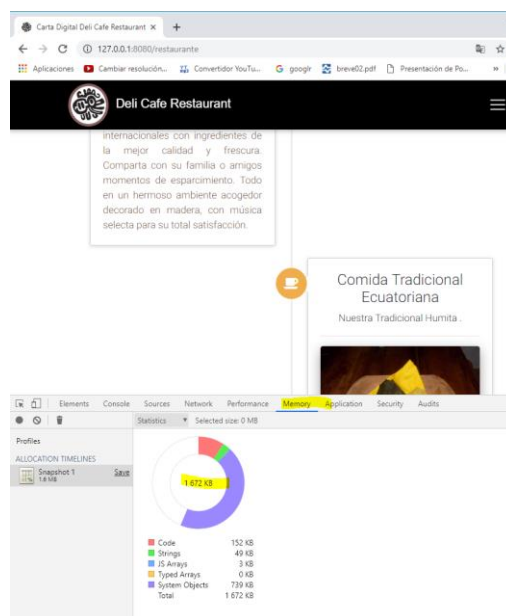 Carta Digital Deli Cafe Restaurant
127.0.0.1:8080/restaurante
Aplicaciones Cambiar resolución... Convertidor YouTu... googlr breve02.pdf Presentación de Po... »
Deli Cafe Restaurant
internacionales con ingredientes de
la mejor calidad y frescura.
Comparta con su familia o amigos
momentos de esparcimiento. Todo
en un hermoso ambiente acogedor
decorado en madera, con música
selecta para su total satisfacción.
Comida Tradicional
Ecuatoriana
Nuestra Tradicional Humita .
Elements Console Sources Network Performance Memory Application Security Audits
Statistics ▼ Selected size: 0 MB
Profiles
ALLOCATION TIMELINES
Snapshot 1 Save
1.8 MB
1 672 KB
Code 152 KB
Strings 49 KB
JS Arrays 3 KB
Typed Arrays 0 KB
System Objects 739 KB
Total 1 672 KB